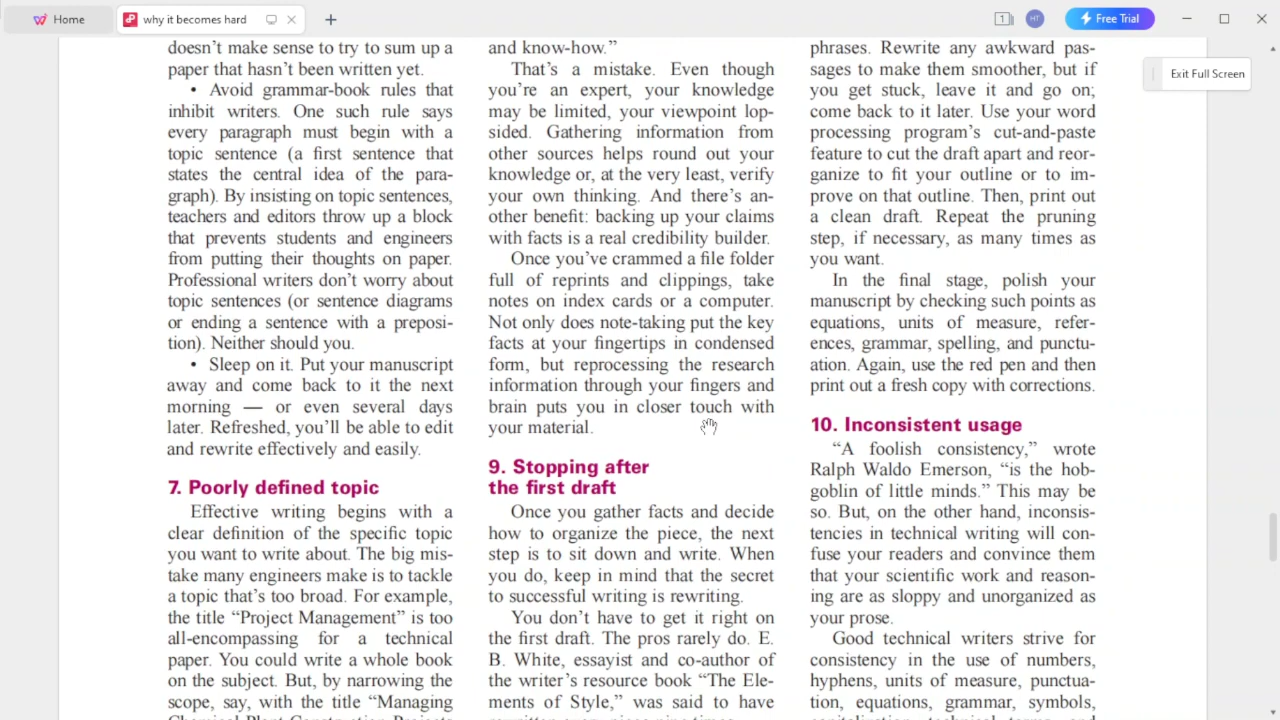 Home
why it becomes hard
1
HT
Free Trial
Exit Full Screen
doesn't make sense to try to sum up a
paper that hasn't been written yet.
• Avoid grammar-book rules that
inhibit writers. One such rule says
every paragraph must begin with a
topic sentence (a first sentence that
states the central idea of the para-
graph). By insisting on topic sentences,
teachers and editors throw up a block
that prevents students and engineers
from putting their thoughts on paper.
Professional writers don't worry about
topic sentences (or sentence diagrams
or ending a sentence with a preposi-
tion). Neither should you.
• Sleep on it. Put your manuscript
away and come back to it the next
morning — or even several days
later. Refreshed, you'll be able to edit
and rewrite effectively and easily.
7. Poorly defined topic
Effective writing begins with a
clear definition of the specific topic
you want to write about. The big mis-
take many engineers make is to tackle
a topic that's too broad. For example,
the title “Project Management” is too
all-encompassing for a technical
paper. You could write a whole book
on the subject. But, by narrowing the
scope, say, with the title “Managing
Chemical Plant Construction Projects
and know-how.”
That's a mistake. Even though
you're an expert, your knowledge
may be limited, your viewpoint lop-
sided. Gathering information from
other sources helps round out your
knowledge or, at the very least, verify
your own thinking. And there's an-
other benefit: backing up your claims
with facts is a real credibility builder.
Once you've crammed a file folder
full of reprints and clippings, take
notes on index cards or a computer.
Not only does note-taking put the key
facts at your fingertips in condensed
form, but reprocessing the research
information through your fingers and
brain puts you in closer touch with
your material.
9. Stopping after
the first draft
Once you gather facts and decide
how to organize the piece, the next
step is to sit down and write. When
you do, keep in mind that the secret
to successful writing is rewriting.
You don't have to get it right on
the first draft. The pros rarely do. E.
B. White, essayist and co-author of
the writer's resource book “The Ele-
ments of Style,” was said to have
rewritten every piece nine times.
phrases. Rewrite any awkward pas-
sages to make them smoother, but if
you get stuck, leave it and go on;
come back to it later. Use your word
processing program's cut-and-paste
feature to cut the draft apart and reor-
ganize to fit your outline or to im-
prove on that outline. Then, print out
a clean draft. Repeat the pruning
step, if necessary, as many times as
you want.
In the final stage, polish your
manuscript by checking such points as
equations, units of measure, refer-
ences, grammar, spelling, and punctu-
ation. Again, use the red pen and then
print out a fresh copy with corrections.
10. Inconsistent usage
“A foolish consistency,” wrote
Ralph Waldo Emerson, “is the hob-
goblin of little minds.” This may be
so. But, on the other hand, inconsis-
tencies in technical writing will con-
fuse your readers and convince them
that your scientific work and reason-
ing are as sloppy and unorganized as
your prose.
Good technical writers strive for
consistency in the use of numbers,
hyphens, units of measure, punctua-
tion, equations, grammar, symbols,
capitalization, technical terms, and